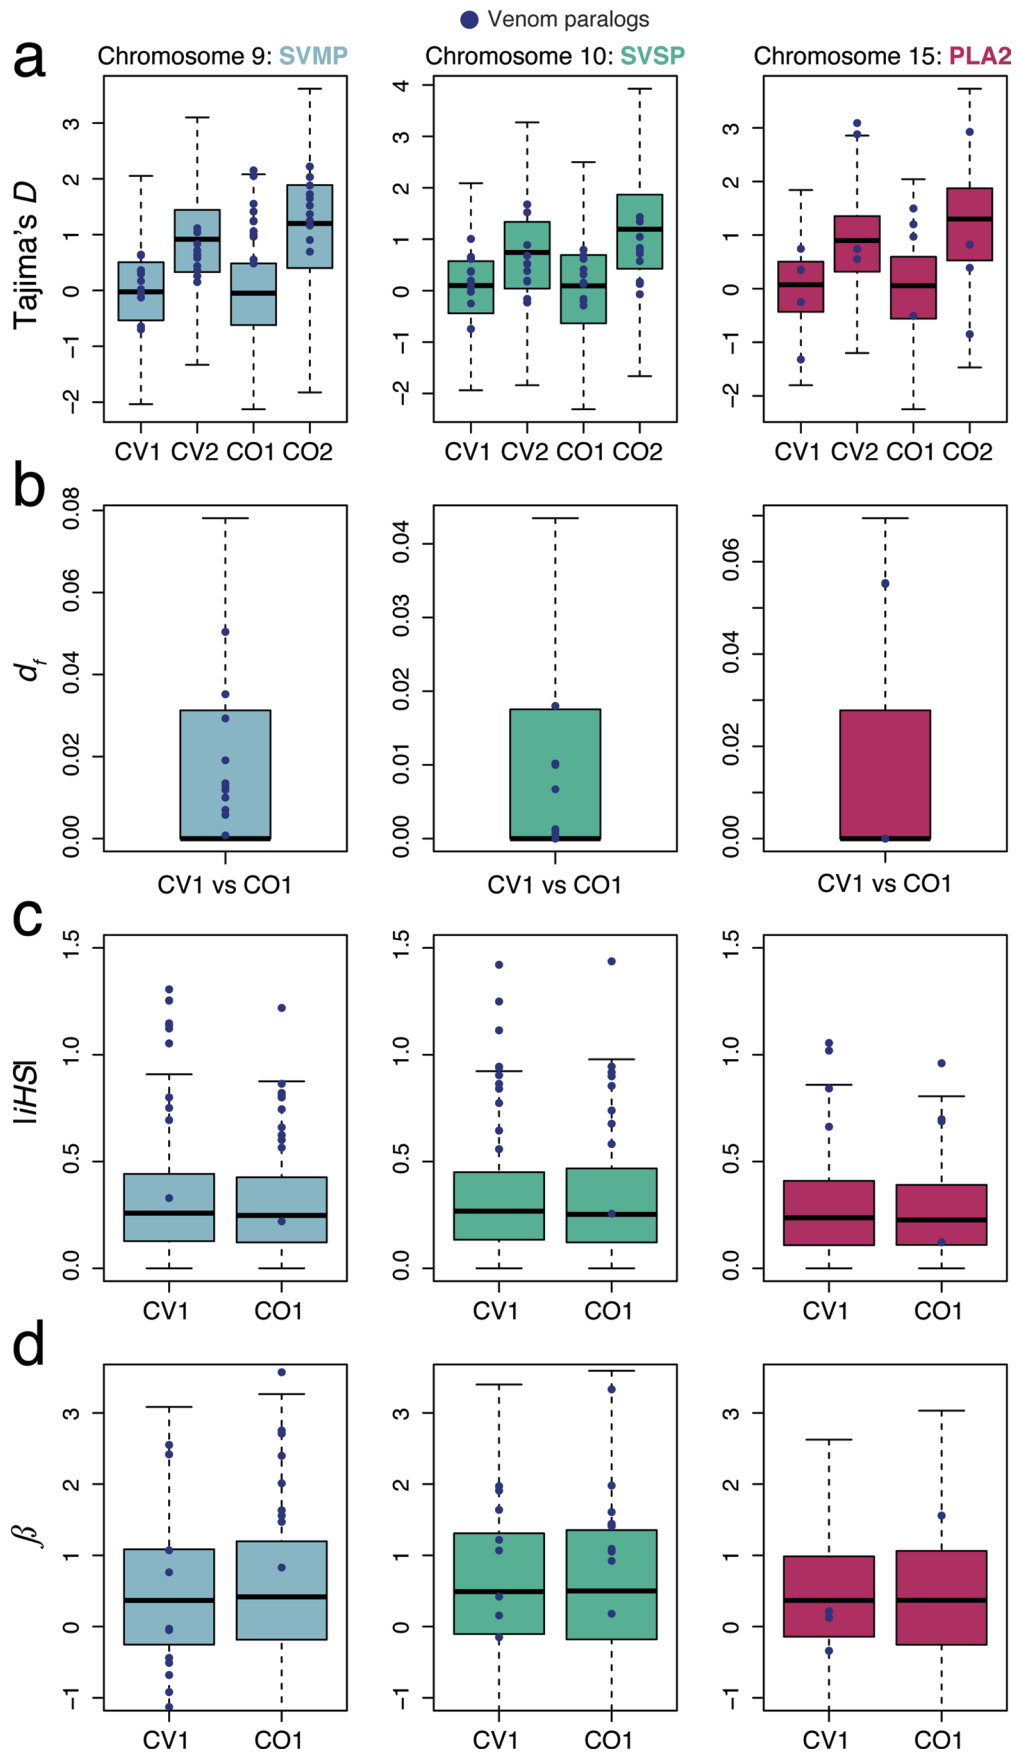 Venom paralogs
a
Chromosome 9: SVMP
Chromosome 10: SVSP
Chromosome 15: PLA2
Tajima's D
3
2
1
0
−1
−2
CV1 CV2 CO1 CO2
4
3
2
1
0
−1
−2
CV1 CV2 CO1 CO2
3
2
1
0
−1
−2
CV1 CV2 CO1 CO2
b
df
0.08
0.06
0.04
0.02
0.00
CV1 vs CO1
0.04
0.03
0.02
0.01
0.00
CV1 vs CO1
0.06
0.04
0.02
0.00
CV1 vs CO1
c
|iHS|
1.5
1.0
0.5
0.0
CV1 CO1
1.5
1.0
0.5
0.0
CV1 CO1
1.5
1.0
0.5
0.0
CV1 CO1
d
β
3
2
1
0
−1
CV1 CO1
3
2
1
0
−1
CV1 CO1
3
2
1
0
−1
CV1 CO1